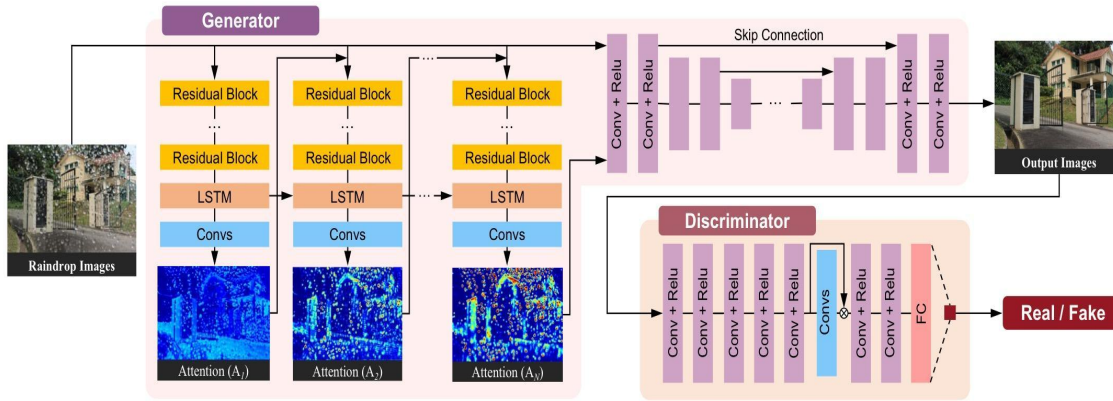 Generator
Skip Connection
Residual Block
Residual Block
Residual Block
...
...
...
...
Residual Block
Residual Block
Residual Block
LSTM
LSTM
...
LSTM
Convs
Convs
Convs
Raindrop Images
Attention (A1)
Attention (A2)
Attention (AN)
Conv + Relu
Conv + Relu
...
Conv + Relu
Conv + Relu
Output Images
Discriminator
Conv + Relu
Conv + Relu
Conv + Relu
Conv + Relu
Conv + Relu
Convs
Conv + Relu
Conv + Relu
FC
Real / Fake